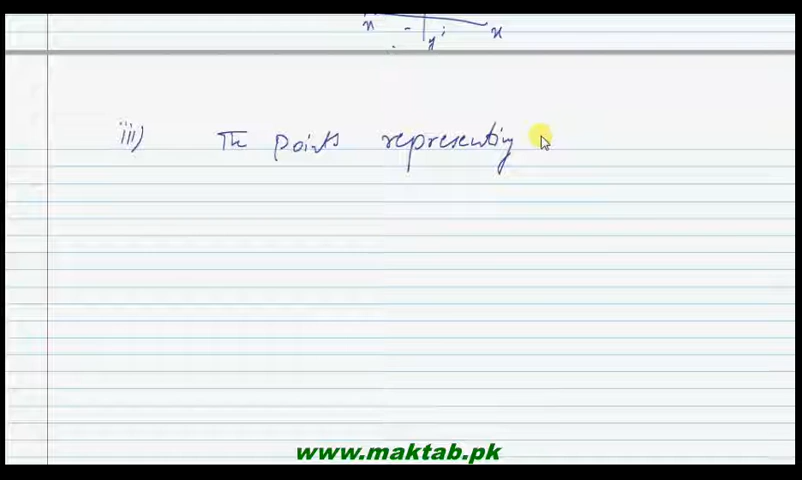 x - y' x
iii) The points representing
www.maktab.pk